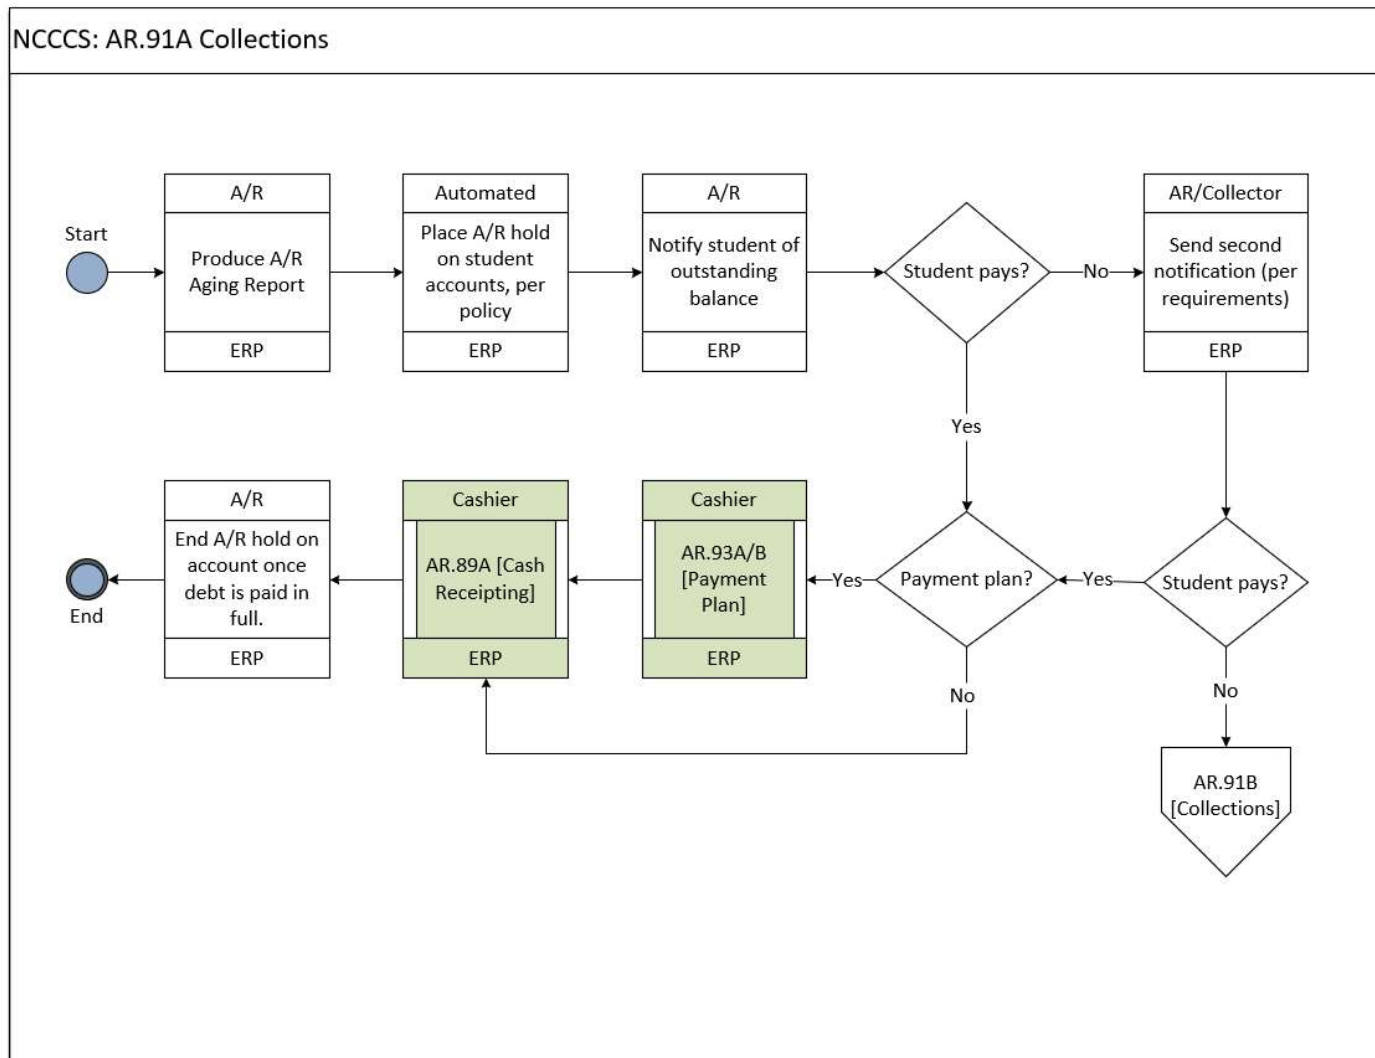 NCCCS: AR.91A Collections
Start
A/R
Produce A/R
Aging Report
ERP
Automated
Place A/R hold
on student
accounts, per
policy
ERP
A/R
Notify student of
outstanding
balance
ERP
Student pays?
No
AR/Collector
Send second
notification (per
requirements)
ERP
Yes
A/R
End A/R hold on
account once
debt is paid in
full.
ERP
End
Cashier
AR.89A [Cash
Receipting]
ERP
Cashier
AR.93A/B
[Payment
Plan]
ERP
Yes
Payment plan?
Yes
Student pays?
No
No
AR.91B
[Collections]